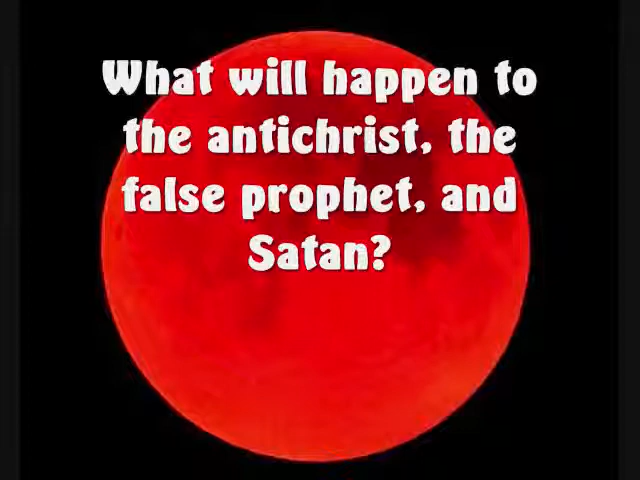 What will happen to
the antichrist, the
false prophet, and
Satan?